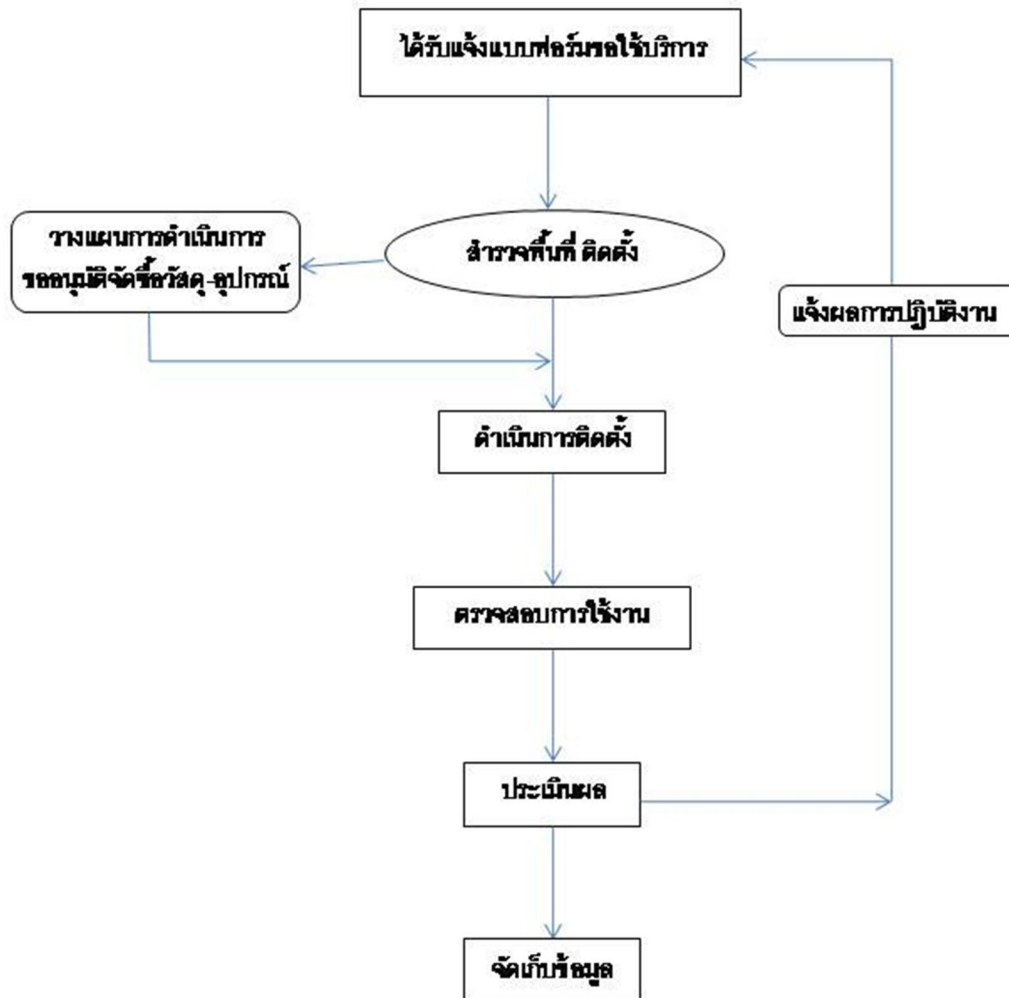 ได้รับแจ้งแบบฟอร์มขอใช้บริการ
สำรวจพื้นที่ ติดตั้ง
วางแผนการดำเนินการ
ขออนุมัติจัดซื้อวัสดุ-อุปกรณ์
แจ้งผลการปฏิบัติงาน
ดำเนินการติดตั้ง
ตรวจสอบการใช้งาน
ประเมินผล
จัดเก็บข้อมูล